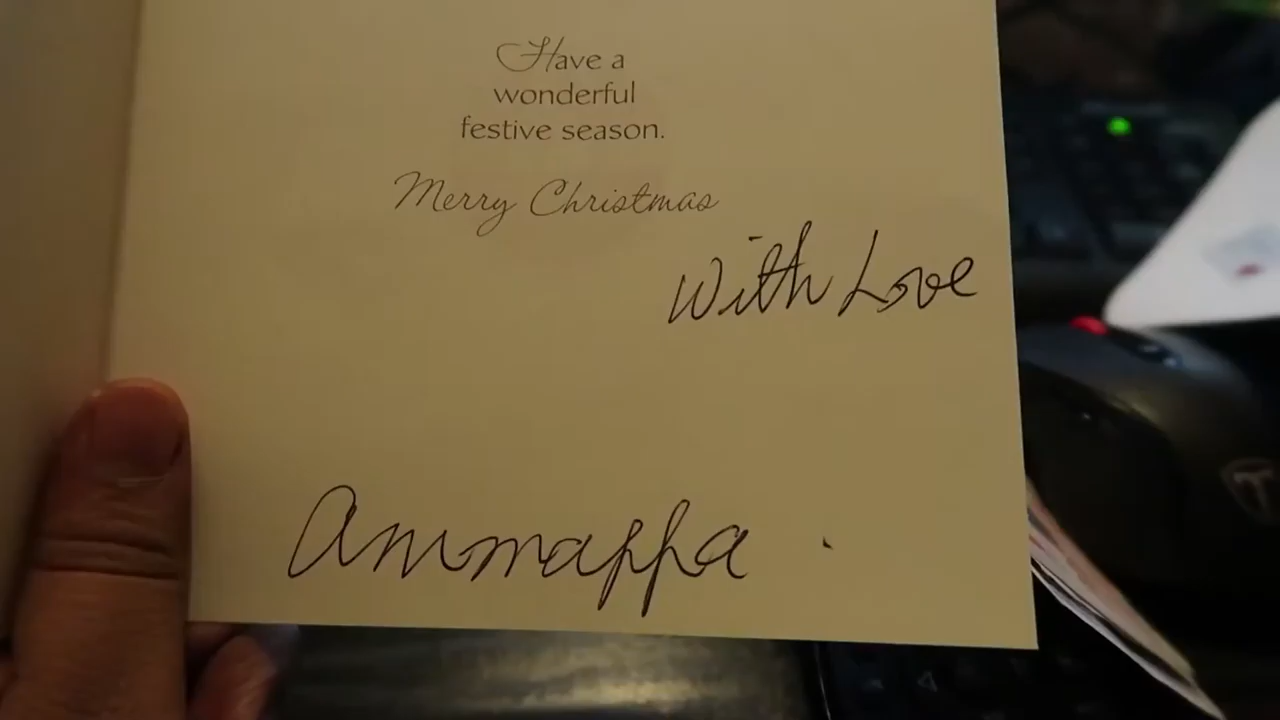 Have a
wonderful
festive season.
Merry Christmas
With Love
Ammappa.